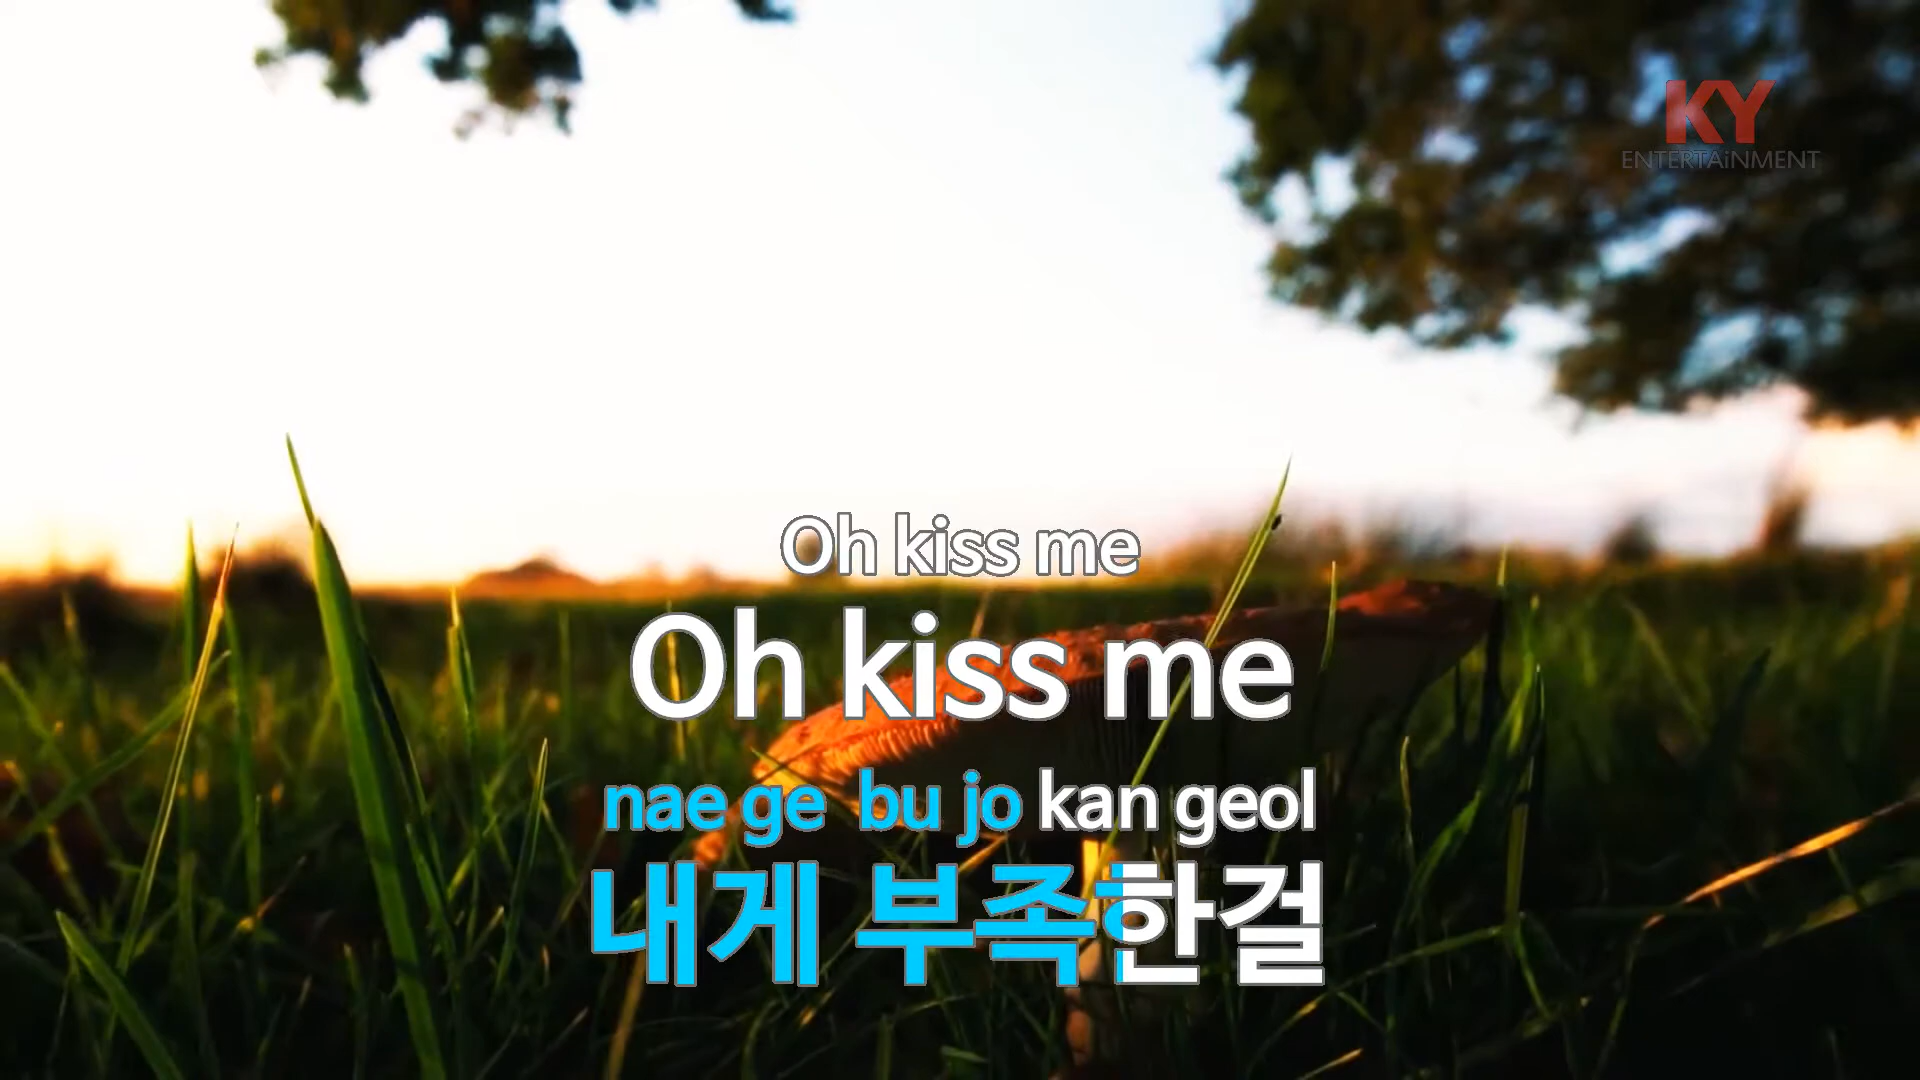 KY
ENTERTAiNMENT
Oh kiss me
Oh kiss me
nae ge bu jo kan geol
내게 부족한걸